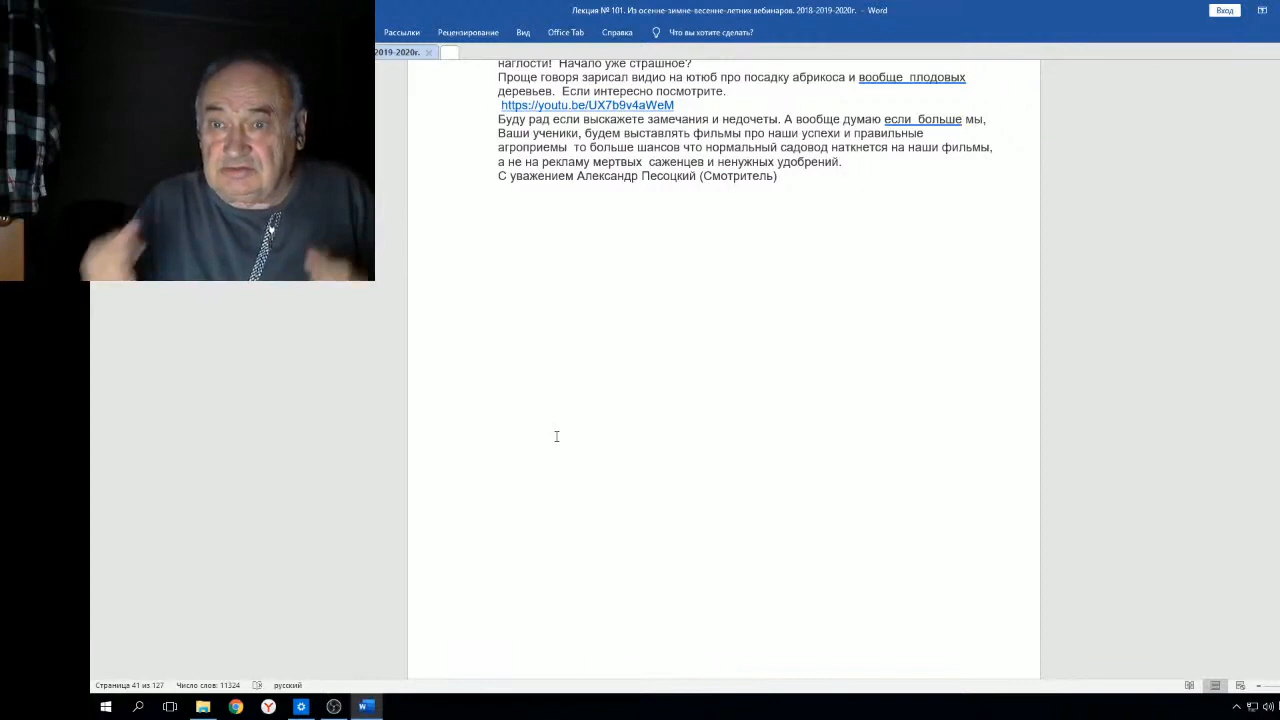 Лекция № 101. Из осенне-зимне-весенне-летних вебинаров. 2018-2019-2020г. - Word
Вход
Рассылки Рецензирование Вид Office Tab Справка Что вы хотите сделать?
2019-2020г.
наглости! Начало уже страшное?
Проще говоря зарисал видио на ютюб про посадку абрикоса и вообще плодовых
деревьев. Если интересно посмотрите.
https://youtu.be/UX7b9v4aWeM
Буду рад если выскажете замечания и недочеты. А вообще думаю если больше мы,
Ваши ученики, будем выставлять фильмы про наши успехи и правильные
агроприемы то больше шансов что нормальный садовод наткнется на наши фильмы,
а не на рекламу мертвых саженцев и ненужных удобрений.
С уважением Александр Песоцкий (Смотритель)
Страница 41 из 127 Число слов: 11324 русский